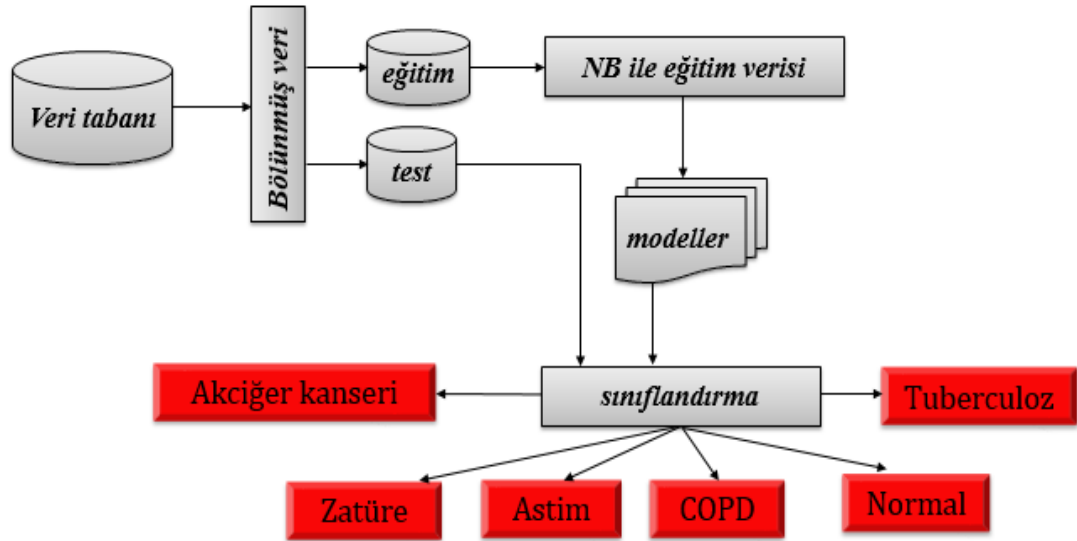 Veri tabanı
Bölünmüş veri
eğitim
NB ile eğitim verisi
test
modeller
Akciğer kanseri
sınıflandırma
Tuberculoz
Zatüre
Astim
COPD
Normal